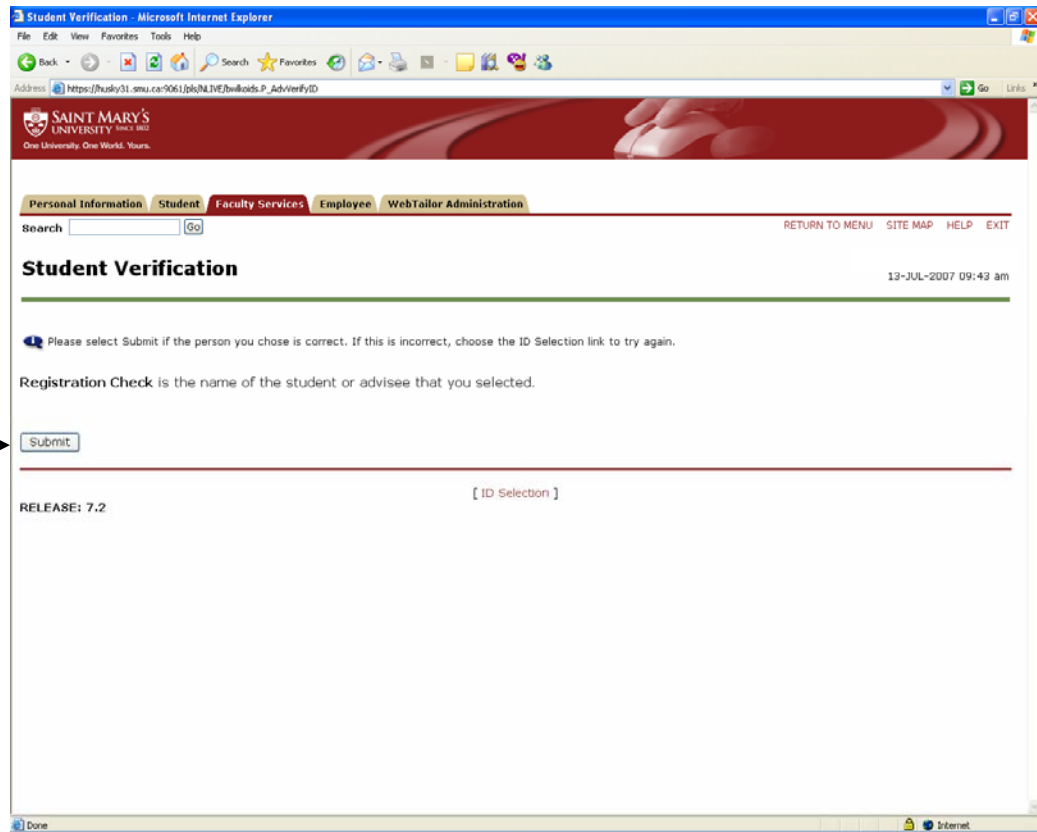 Student Verification - Microsoft Internet Explorer
File Edit View Favorites Tools Help
Back Search Favorites
Address https://husky31.smu.ca:9061/pls/NLIVE/bwlkoids.P_AdvVerifyID Go Links
SAINT MARY'S
UNIVERSITY SINCE 1802
One University. One World. Yours.
Personal Information Student Faculty Services Employee WebTailor Administration
Search Go RETURN TO MENU SITE MAP HELP EXIT
Student Verification
13-JUL-2007 09:43 am
Please select Submit if the person you chose is correct. If this is incorrect, choose the ID Selection link to try again.
Registration Check is the name of the student or advisee that you selected.
Submit
[ ID Selection ]
RELEASE: 7.2
Done Internet